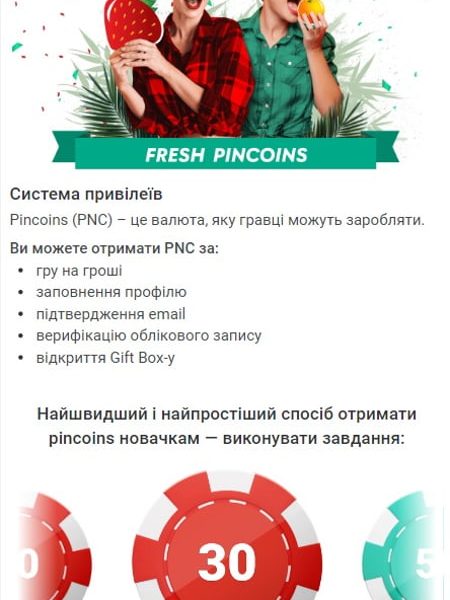 FRESH PINCOINS
Система привілеїв
Pincoins (PNC) – це валюта, яку гравці можуть заробляти.
Ви можете отримати PNC за:
• гру на гроші
• заповнення профілю
• підтвердження email
• верифікацію облікового запису
• відкриття Gift Box-у
Найшвидший і найпростіший спосіб отримати
pincoins новачкам — виконувати завдання:
0 30 5